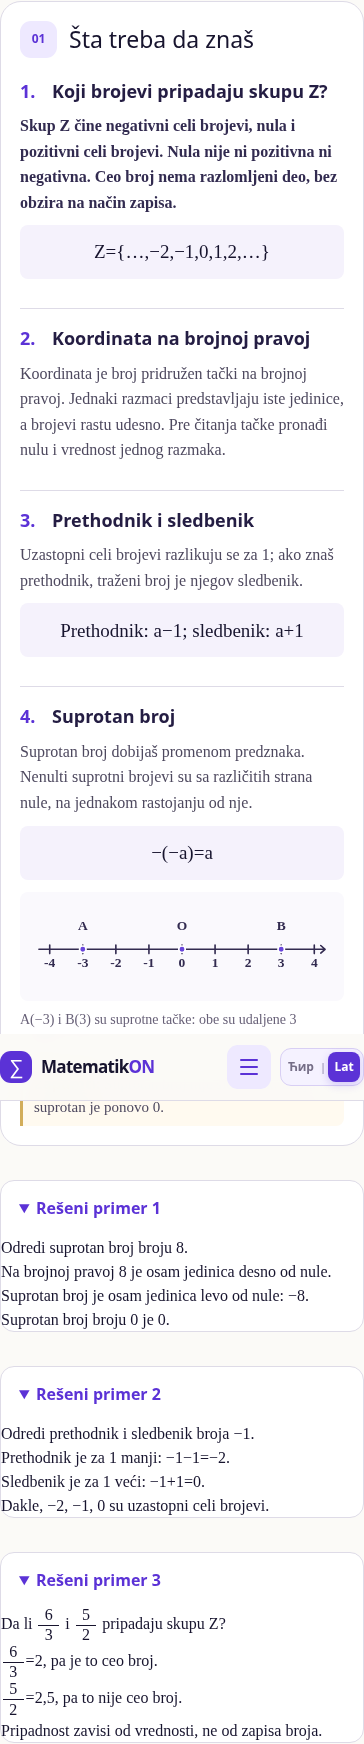 01 Šta treba da znaš
1. Koji brojevi pripadaju skupu Z?
Skup Z čine negativni celi brojevi, nula i
pozitivni celi brojevi. Nula nije ni pozitivna ni
negativna. Ceo broj nema razlomljeni deo, bez
obzira na način zapisa.
Z={…,−2,−1,0,1,2,…}
2. Koordinata na brojnoj pravoj
Koordinata je broj pridružen tački na brojnoj
pravoj. Jednaki razmaci predstavljaju iste jedinice,
a brojevi rastu udesno. Pre čitanja tačke pronađi
nulu i vrednost jednog razmaka.
3. Prethodnik i sledbenik
Uzastopni celi brojevi razlikuju se za 1; ako znaš
prethodnik, traženi broj je njegov sledbenik.
Prethodnik: a−1; sledbenik: a+1
4. Suprotan broj
Suprotan broj dobijaš promenom predznaka.
Nenulti suprotni brojevi su sa različitih strana
nule, na jednakom rastojanju od nje.
−(−a)=a
A O B
-4 -3 -2 -1 0 1 2 3 4
A(−3) i B(3) su suprotne tačke: obe su udaljene 3
∑ MatematikON Ћир | Lat
suprotan je ponovo 0.
▼ Rešeni primer 1
Odredi suprotan broj broju 8.
Na brojnoj pravoj 8 je osam jedinica desno od nule.
Suprotan broj je osam jedinica levo od nule: −8.
Suprotan broj broju 0 je 0.
▼ Rešeni primer 2
Odredi prethodnik i sledbenik broja −1.
Prethodnik je za 1 manji: −1−1=−2.
Sledbenik je za 1 veći: −1+1=0.
Dakle, −2, −1, 0 su uzastopni celi brojevi.
▼ Rešeni primer 3
Da li 6/3 i 5/2 pripadaju skupu Z?
6/3=2, pa je to ceo broj.
5/2=2,5, pa to nije ceo broj.
Pripadnost zavisi od vrednosti, ne od zapisa broja.